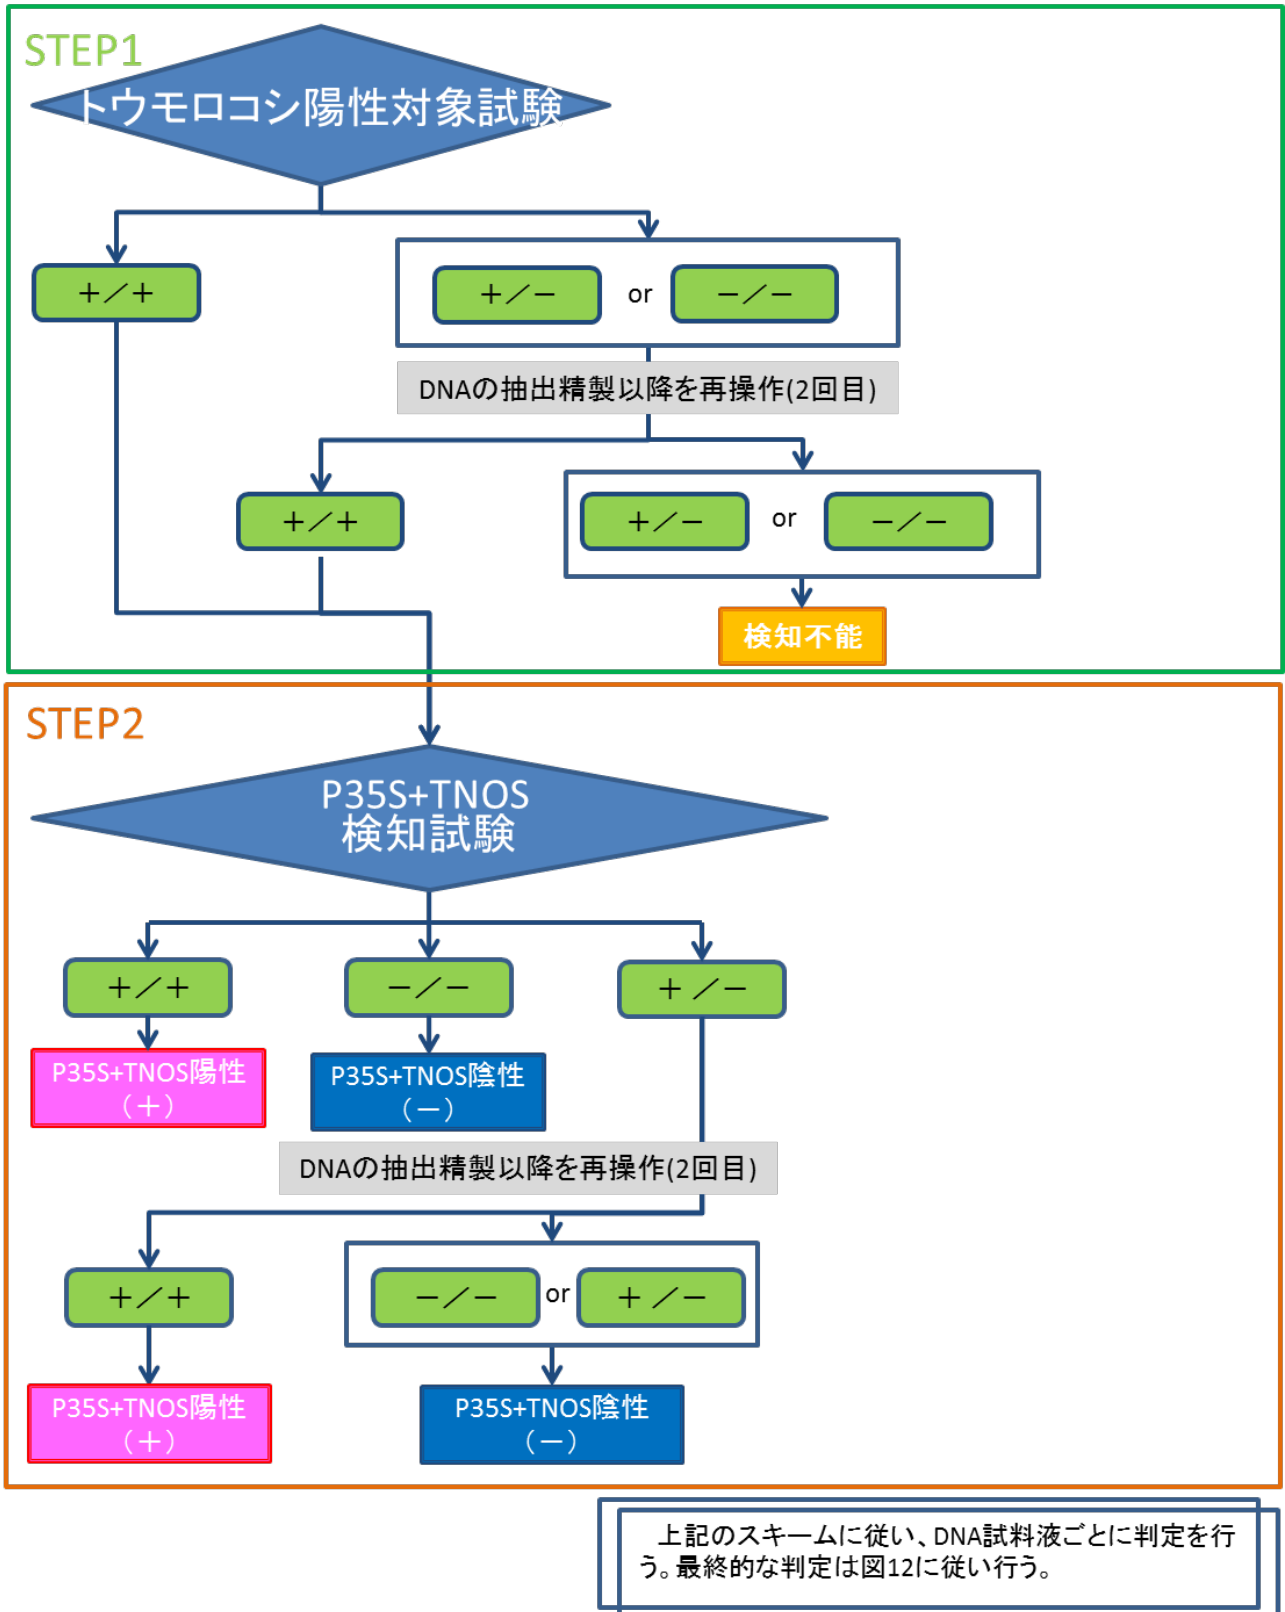 STEP1
トウモロコシ陽性対象試験
+/+
+/− or −/−
DNAの抽出精製以降を再操作(2回目)
+/+
+/− or −/−
検知不能
STEP2
P35S+TNOS
検知試験
+/+
−/−
+/−
P35S+TNOS陽性
(+)
P35S+TNOS陰性
(−)
DNAの抽出精製以降を再操作(2回目)
+/+
−/− or +/−
P35S+TNOS陽性
(+)
P35S+TNOS陰性
(−)
上記のスキームに従い、DNA試料液ごとに判定を行
う。最終的な判定は図12に従い行う。